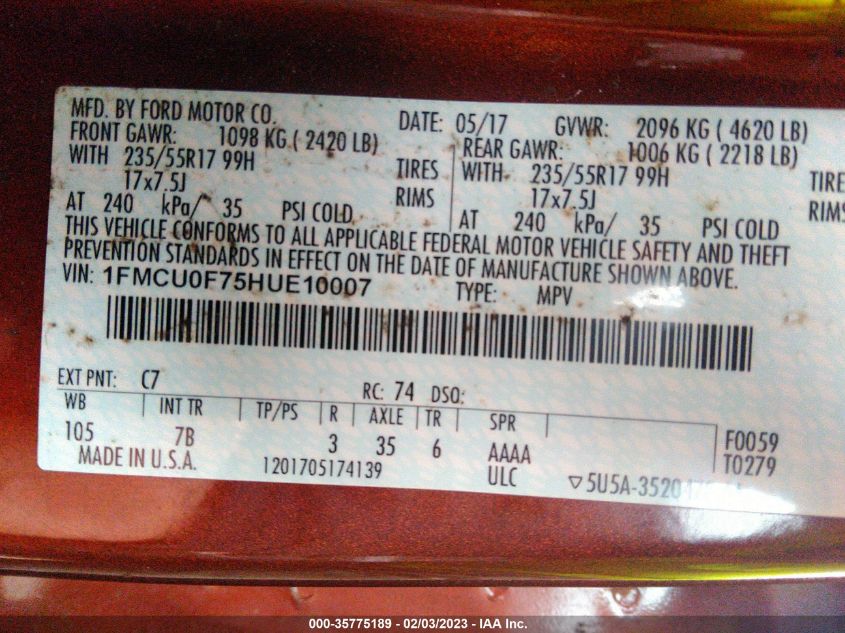 MFD. BY FORD MOTOR CO. DATE: 05/17 GVWR: 2096 KG ( 4620 LB)
FRONT GAWR: 1098 KG ( 2420 LB) REAR GAWR: 1006 KG ( 2218 LB)
WITH 235/55R17 99H TIRES WITH 235/55R17 99H TIRE
17x7.5J RIMS 17x7.5J RIMS
AT 240 kPa/ 35 PSI COLD AT 240 kPa/ 35 PSI COLD
THIS VEHICLE CONFORMS TO ALL APPLICABLE FEDERAL MOTOR VEHICLE SAFETY AND THEFT
PREVENTION STANDARDS IN EFFECT ON THE DATE OF MANUFACTURE SHOWN ABOVE.
VIN: 1FMCU0F75HUE10007 TYPE: MPV
EXT PNT: C7 RC: 74 DSO:
WB INT TR TP/PS R AXLE TR SPR
105 7B 3 35 6 AAAA F0059
MADE IN U.S.A. 1201705174139 ULC T0279
▽5U5A-35204
000-35775189 - 02/03/2023 - IAA Inc.